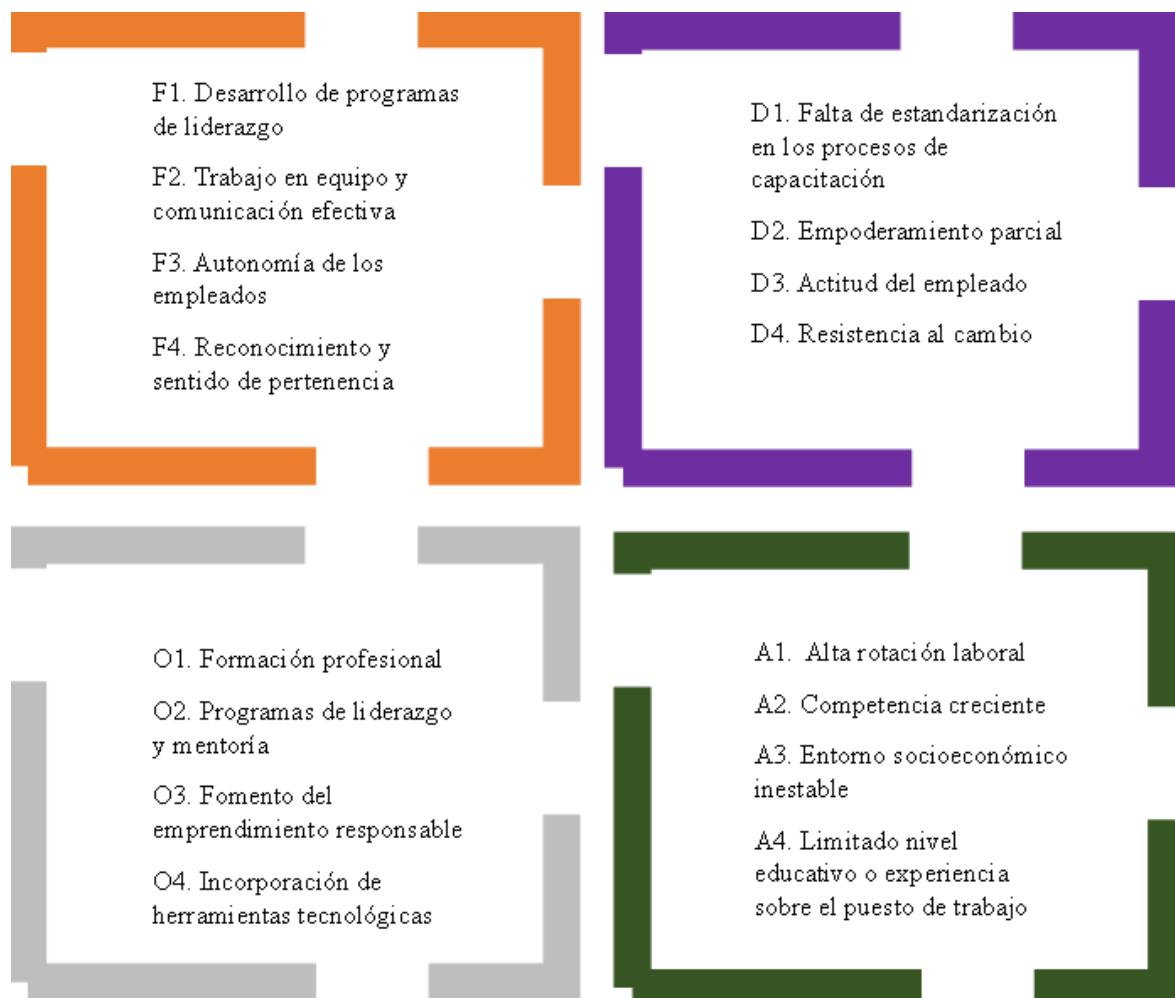 F1. Desarrollo de programas
de liderazgo
F2. Trabajo en equipo y
comunicación efectiva
F3. Autonomía de los
empleados
F4. Reconocimiento y
sentido de pertenencia
D1. Falta de estandarización
en los procesos de
capacitación
D2. Empoderamiento parcial
D3. Actitud del empleado
D4. Resistencia al cambio
O1. Formación profesional
O2. Programas de liderazgo
y mentoría
O3. Fomento del
emprendimiento responsable
O4. Incorporación de
herramientas tecnológicas
A1. Alta rotación laboral
A2. Competencia creciente
A3. Entorno socioeconómico
inestable
A4. Limitado nivel
educativo o experiencia
sobre el puesto de trabajo